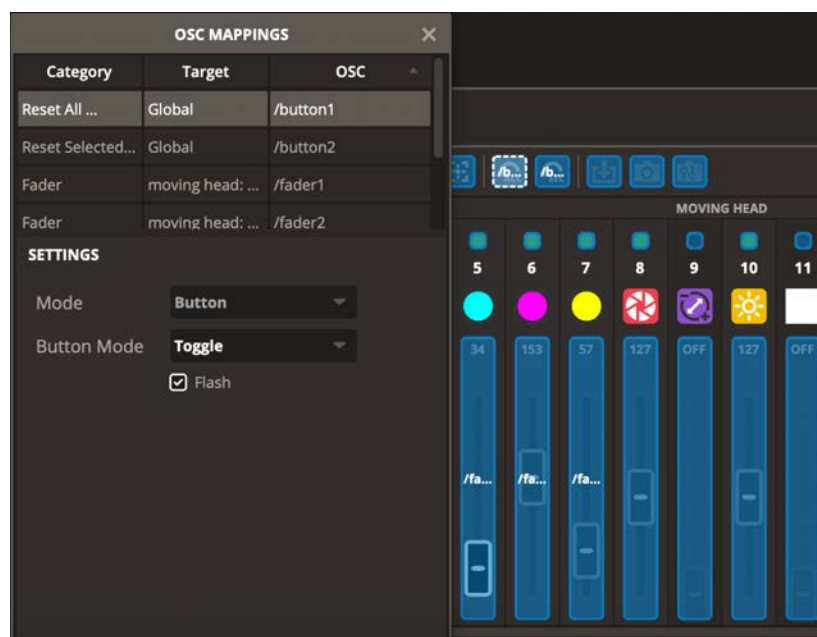 OSC MAPPINGS
Category Target OSC
Reset All ... Global /button1
Reset Selected... Global /button2
Fader moving head: ... /fader1
Fader moving head: ... /fader2
SETTINGS
Mode Button
Button Mode Toggle
Flash
/b... /b...
MOVING HEAD
5 6 7 8 9 10 11
34 153 57 127 OFF 127 OFF
/fa... /fa... /fa...